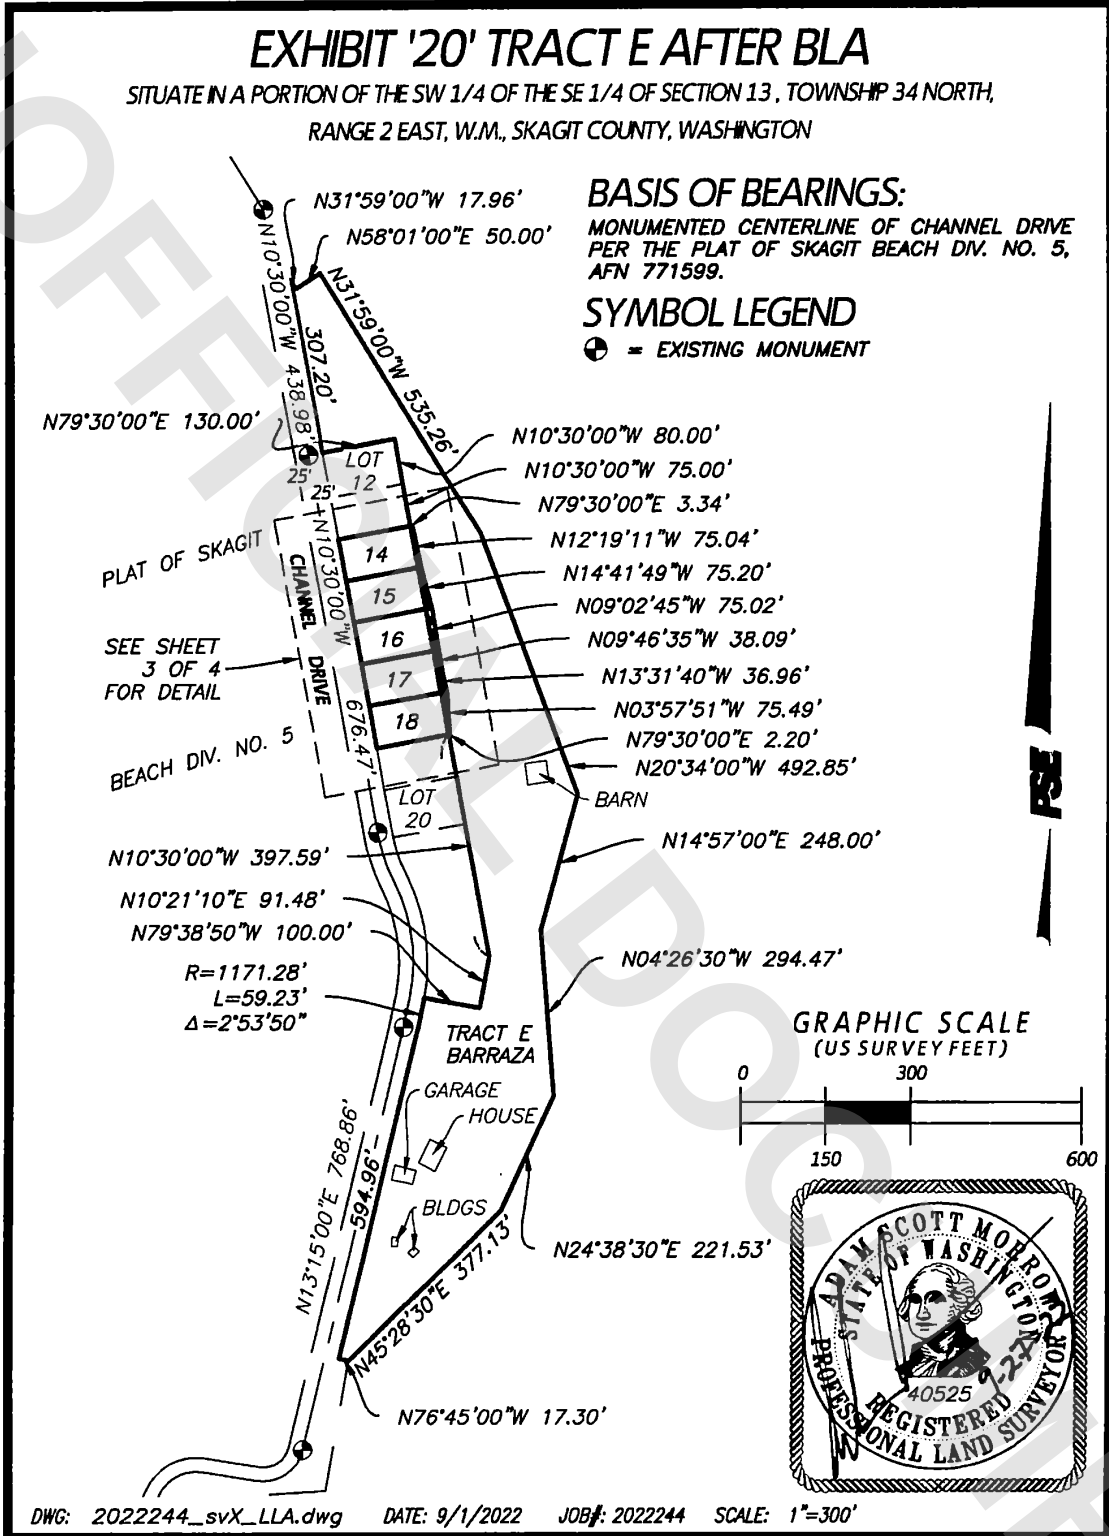 EXHIBIT '20' TRACT E AFTER BLA
SITUATE IN A PORTION OF THE SW 1/4 OF THE SE 1/4 OF SECTION 13, TOWNSHIP 34 NORTH,
RANGE 2 EAST, W.M., SKAGIT COUNTY, WASHINGTON
BASIS OF BEARINGS:
MONUMENTED CENTERLINE OF CHANNEL DRIVE
PER THE PLAT OF SKAGIT BEACH DIV. NO. 5,
AFN 771599.
SYMBOL LEGEND
= EXISTING MONUMENT
N31°59'00"W 17.96'
N58°01'00"E 50.00'
N31°59'00"W 535.26'
N10°30'00"W 438.98'
307.20'
N79°30'00"E 130.00'
25'
25'
LOT
12
N10°30'00"W 80.00'
N10°30'00"W 75.00'
N79°30'00"E 3.34'
N12°19'11"W 75.04'
N14°41'49"W 75.20'
N09°02'45"W 75.02'
N09°46'35"W 38.09'
N13°31'40"W 36.96'
N03°57'51"W 75.49'
N79°30'00"E 2.20'
N20°34'00"W 492.85'
14
15
16
17
18
PLAT OF SKAGIT
BEACH DIV. NO. 5
CHANNEL DRIVE
N10°30'00"W 676.47'
SEE SHEET
3 OF 4
FOR DETAIL
BARN
LOT
20
N14°57'00"E 248.00'
N10°30'00"W 397.59'
N10°21'10"E 91.48'
N79°38'50"W 100.00'
R=1171.28'
L=59.23'
Δ=2°53'50"
N04°26'30"W 294.47'
TRACT E
BARRAZA
GARAGE
HOUSE
BLDGS
N13°15'00"E 768.86'
594.96'
N45°28'30"E 377.13'
N24°38'30"E 221.53'
N76°45'00"W 17.30'
PSE
GRAPHIC SCALE
(US SURVEY FEET)
0 300
150 600
ADAM SCOTT MORROW
STATE OF WASHINGTON
40525
REGISTERED
PROFESSIONAL LAND SURVEYOR
DWG: 2022244_svX_LLA.dwg DATE: 9/1/2022 JOB#: 2022244 SCALE: 1"=300'